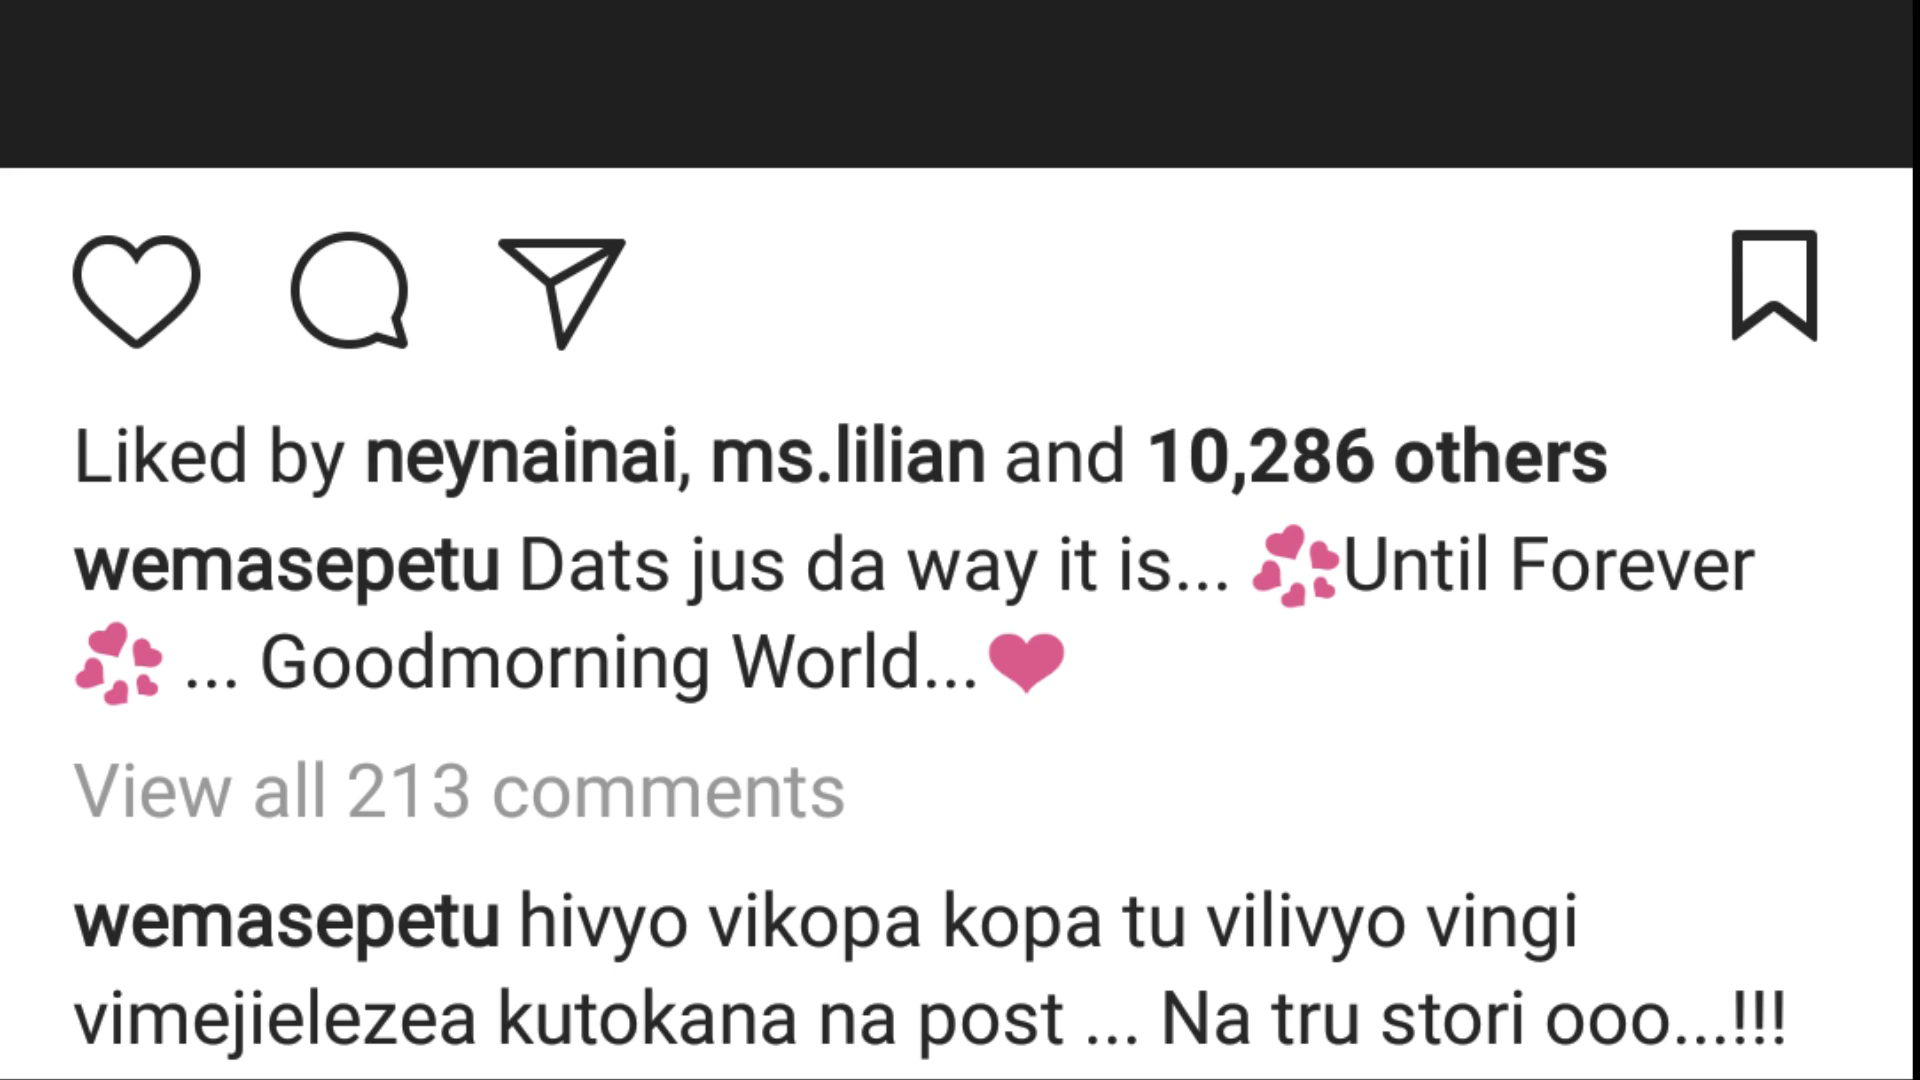 Liked by neynainai, ms.lilian and 10,286 others
wemasepetu Dats jus da way it is... 💞Until Forever
💞 ... Goodmorning World...❤
View all 213 comments
wemasepetu hivyo vikopa kopa tu vilivyo vingi
vimejielezea kutokana na post ... Na tru stori ooo...!!!